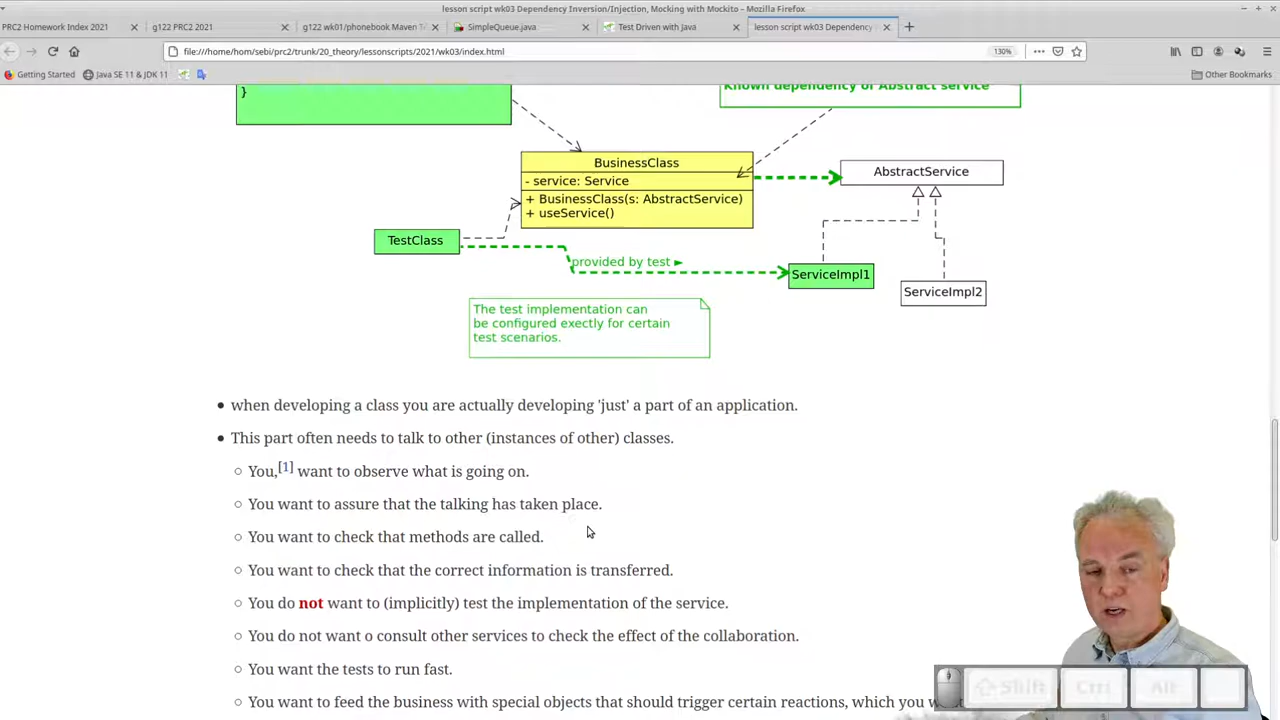 lesson script wk03 Dependency Inversion/Injection, Mocking with Mockito - Mozilla Firefox
PRC2 Homework Index 2021
g122 PRC2 2021
g122 wk01/phonebook.Maven T
SimpleQueue.java
Test Driven with Java
lesson script wk03 Dependency
file:///home/hom/sebi/prc2/trunk/20_theory/lessonscripts/2021/wk03/index.html
130%
Getting Started
Java SE 11 & JDK 11
Other Bookmarks
}
Known dependency of Abstract service
BusinessClass
- service: Service
+ BusinessClass(s: AbstractService)
+ useService()
AbstractService
TestClass
provided by test ►
ServiceImpl1
ServiceImpl2
The test implementation can
be configured exectly for certain
test scenarios.
• when developing a class you are actually developing 'just' a part of an application.
• This part often needs to talk to other (instances of other) classes.
○ You,[1] want to observe what is going on.
○ You want to assure that the talking has taken place.
○ You want to check that methods are called.
○ You want to check that the correct information is transferred.
○ You do not want to (implicitly) test the implementation of the service.
○ You do not want o consult other services to check the effect of the collaboration.
○ You want the tests to run fast.
○ You want to feed the business with special objects that should trigger certain reactions, which you w
Shift
Ctrl
Alt